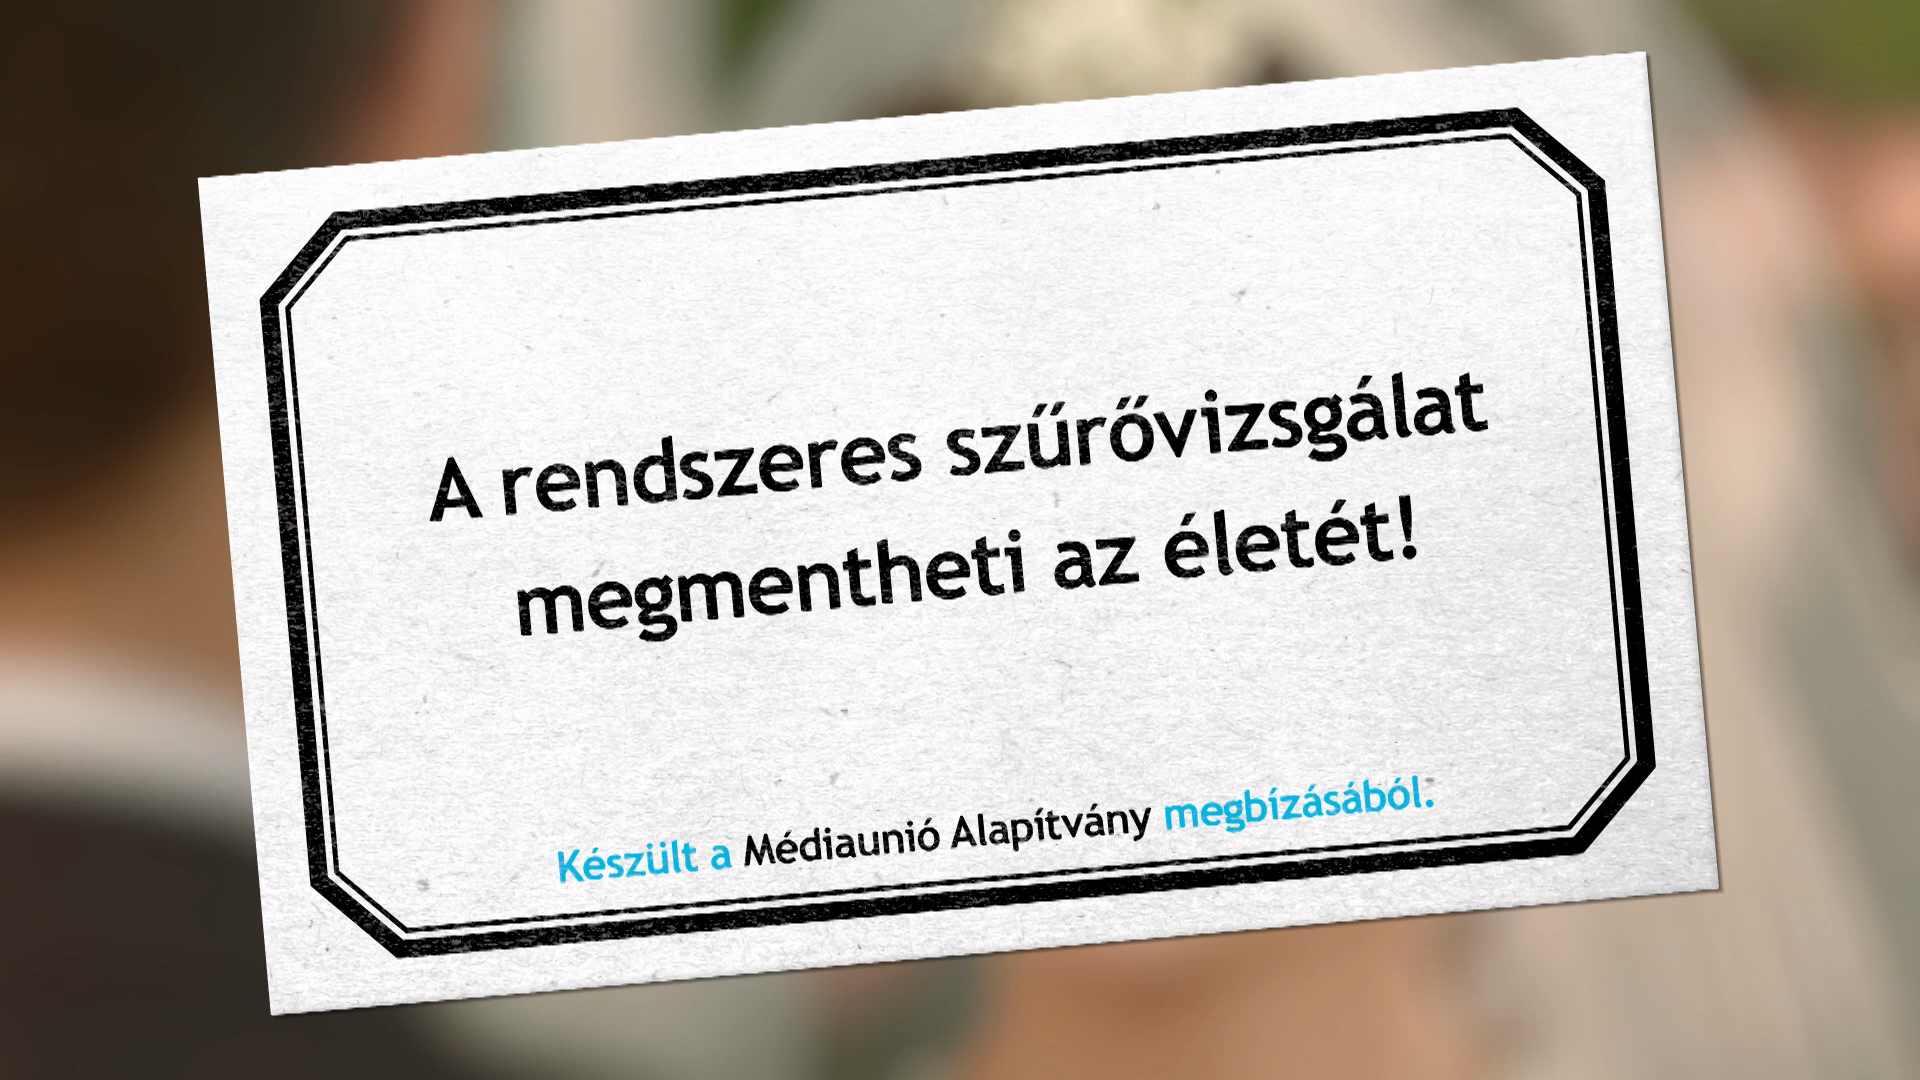 A rendszeres szűrővizsgálat
megmentheti az életét!
Készült a Médiaunió Alapítvány megbízásából.